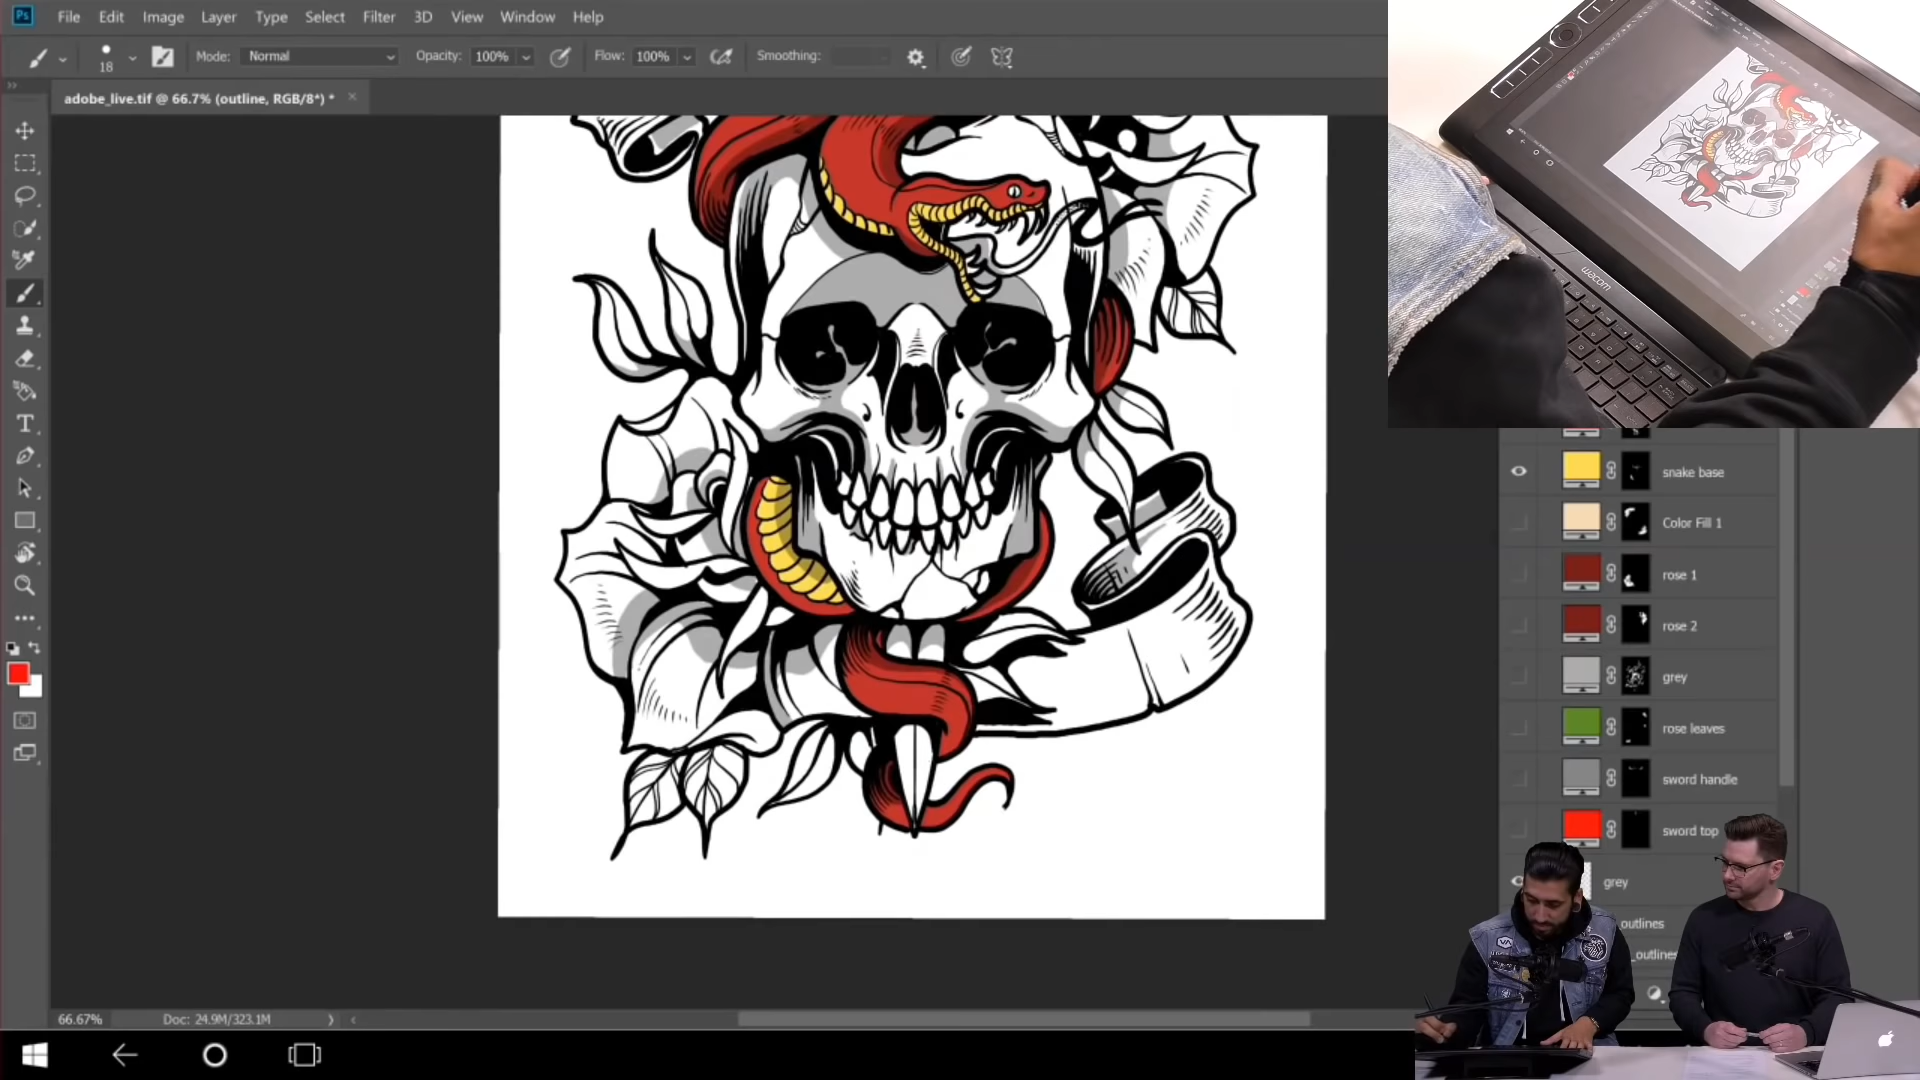 Ps File Edit Image Layer Type Select Filter 3D View Window Help
18 Mode: Normal Opacity: 100% Flow: 100% Smoothing:
adobe_live.tif @ 66.7% (outline, RGB/8*) * ×
snake base
Color Fill 1
rose 1
rose 2
grey
rose leaves
sword handle
sword top
grey
outlines
_outlines
66.67% Doc: 24.9M/323.1M
wacom
VA